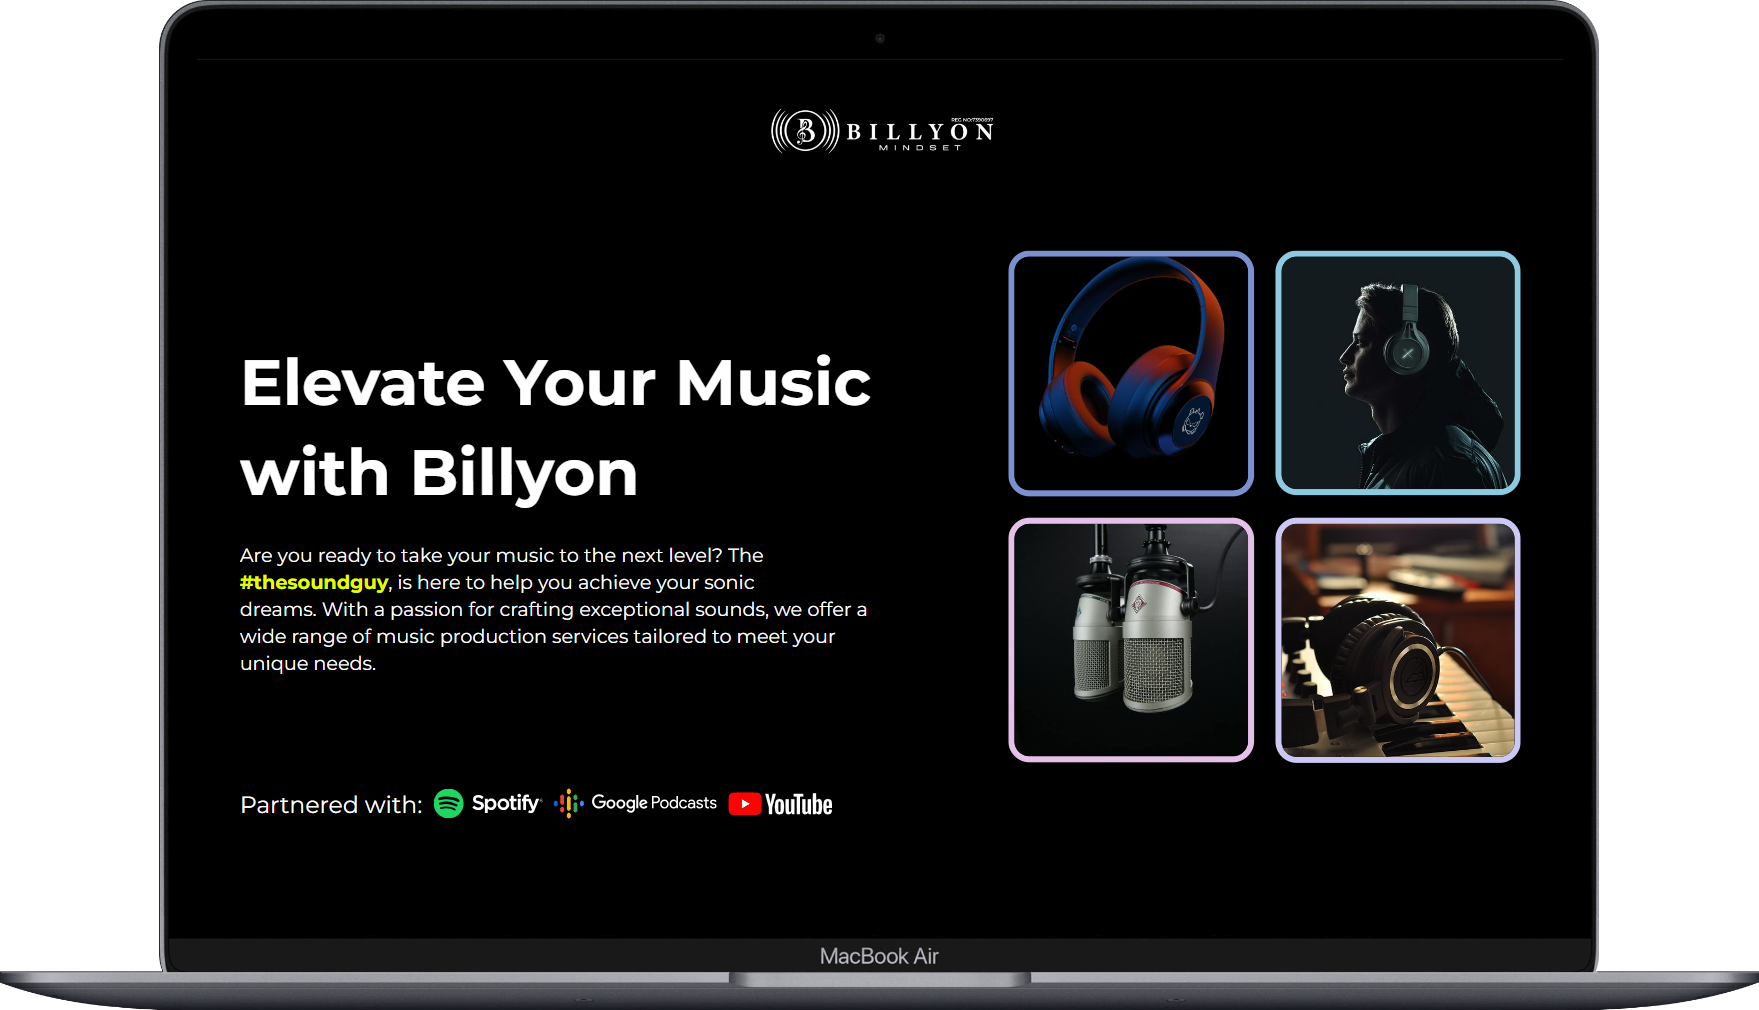 BILLYON
REG NO:7390697
MINDSET
Elevate Your Music
with Billyon
Are you ready to take your music to the next level? The
#thesoundguy, is here to help you achieve your sonic
dreams. With a passion for crafting exceptional sounds, we offer a
wide range of music production services tailored to meet your
unique needs.
Partnered with: Spotify Google Podcasts YouTube
MacBook Air